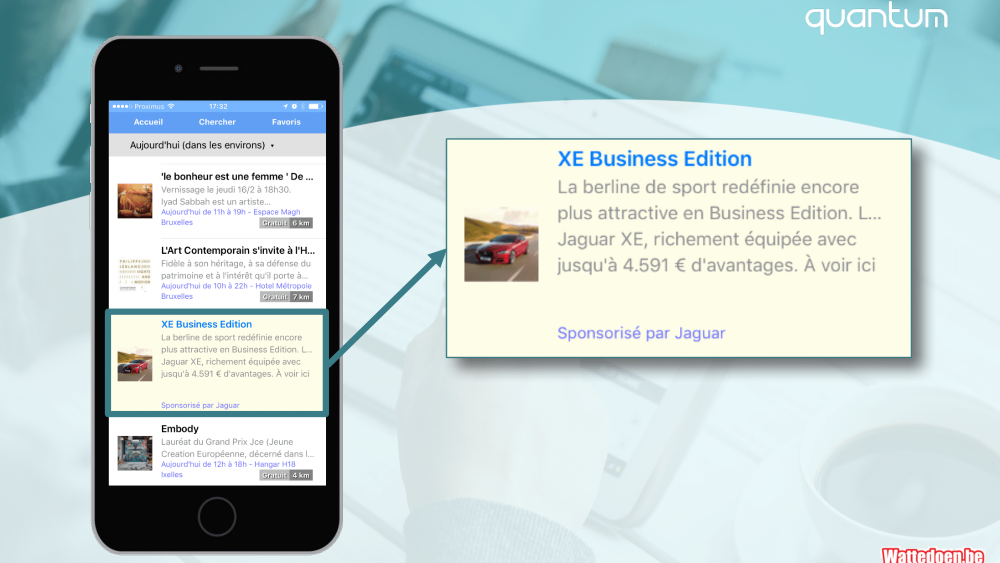 quantum
Proximus 17:32
Accueil Chercher Favoris
Aujourd'hui (dans les environs)
'le bonheur est une femme ' De ...
Vernissage le jeudi 16/2 à 18h30.
Iyad Sabbah est un artiste...
Aujourd'hui de 11h à 19h - Espace Magh
Bruxelles Gratuit 6 km
L'Art Contemporain s'invite à l'H...
Fidèle à son héritage, à sa défense du
patrimoine et à l'intérêt qu'il porte à...
Aujourd'hui de 10h à 22h - Hotel Métropole
Bruxelles Gratuit 7 km
XE Business Edition
La berline de sport redéfinie encore
plus attractive en Business Edition. L...
Jaguar XE, richement équipée avec
jusqu'à 4.591 € d'avantages. À voir ici
Sponsorisé par Jaguar
Embody
Lauréat du Grand Prix Jce (Jeune
Creation Européenne, décerné dans l...
Aujourd'hui de 12h à 18h - Hangar H18
Ixelles Gratuit 4 km
XE Business Edition
La berline de sport redéfinie encore
plus attractive en Business Edition. L...
Jaguar XE, richement équipée avec
jusqu'à 4.591 € d'avantages. À voir ici
Sponsorisé par Jaguar
Wattedoen.be